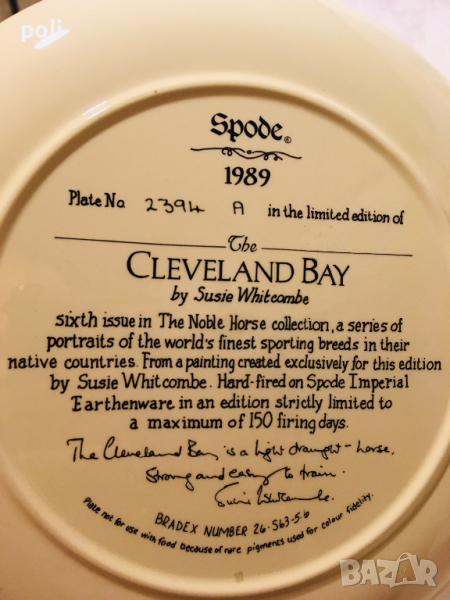 poli
Spode ©
1989
Plate No 2394 A in the limited edition of
The
CLEVELAND BAY
by Susie Whitcombe
sixth issue in The Noble Horse collection, a series of
portraits of the world's finest sporting breeds in their
native countries. From a painting created exclusively for this edition
by Susie Whitcombe. Hard-fired on Spode Imperial
Earthenware in an edition strictly limited to
a maximum of 150 firing days.
The Cleveland Bay is a light draught-horse.
Strong and easy to train.
Susie Whitcombe.
BRADEX NUMBER 26-S63-5.6
Plate not for use with food because of rare pigments used for colour fidelity.
BAZAR